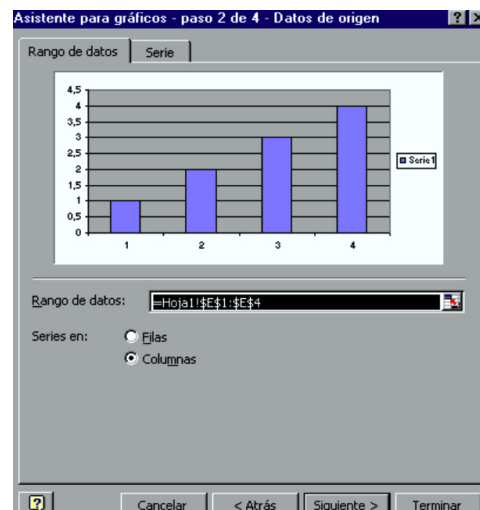 Asistente para gráficos - paso 2 de 4 - Datos de origen
Rango de datos
Serie
4,5
4
3,5
3
2,5
2
1,5
1
0,5
0
1 2 3 4
Serie1
Rango de datos: =Hoja1!$E$1:$E$4
Series en: Filas
Columnas
? Cancelar < Atrás Siguiente > Terminar